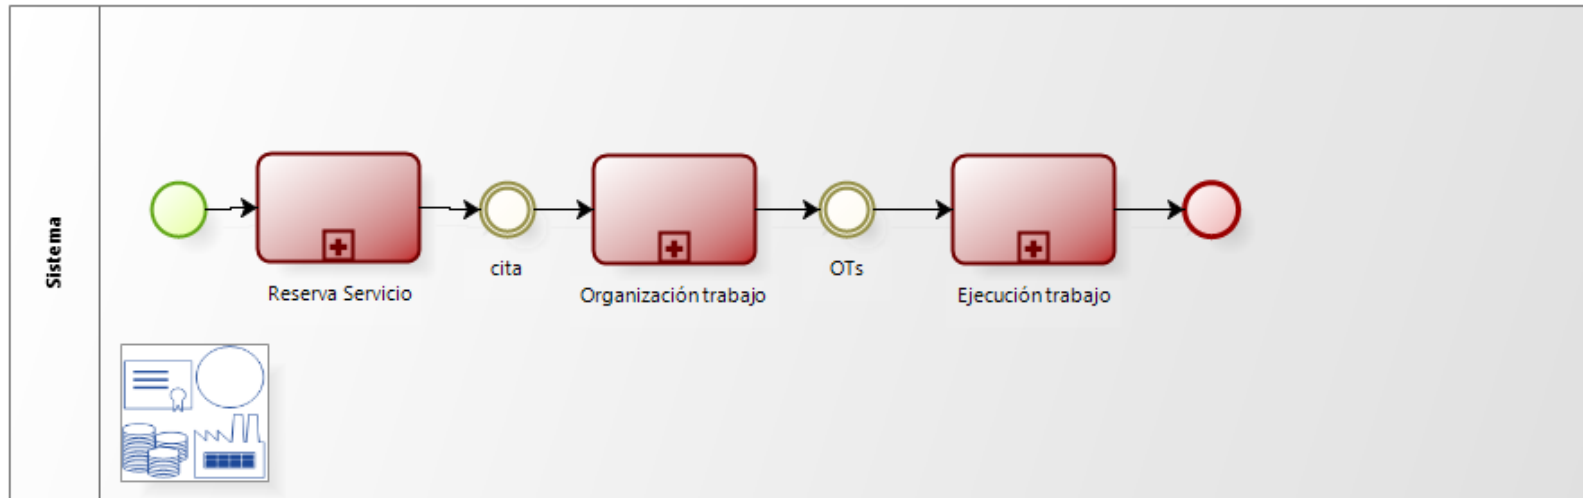 Sistema
cita
OTs
Reserva Servicio
Organización trabajo
Ejecución trabajo